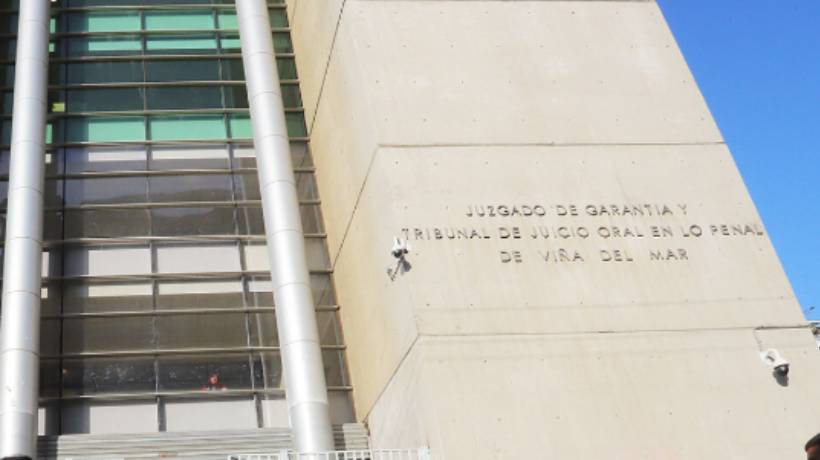 JUZGADO DE GARANTIA Y
TRIBUNAL DE JUICIO ORAL EN LO PENAL
DE VIÑA DEL MAR